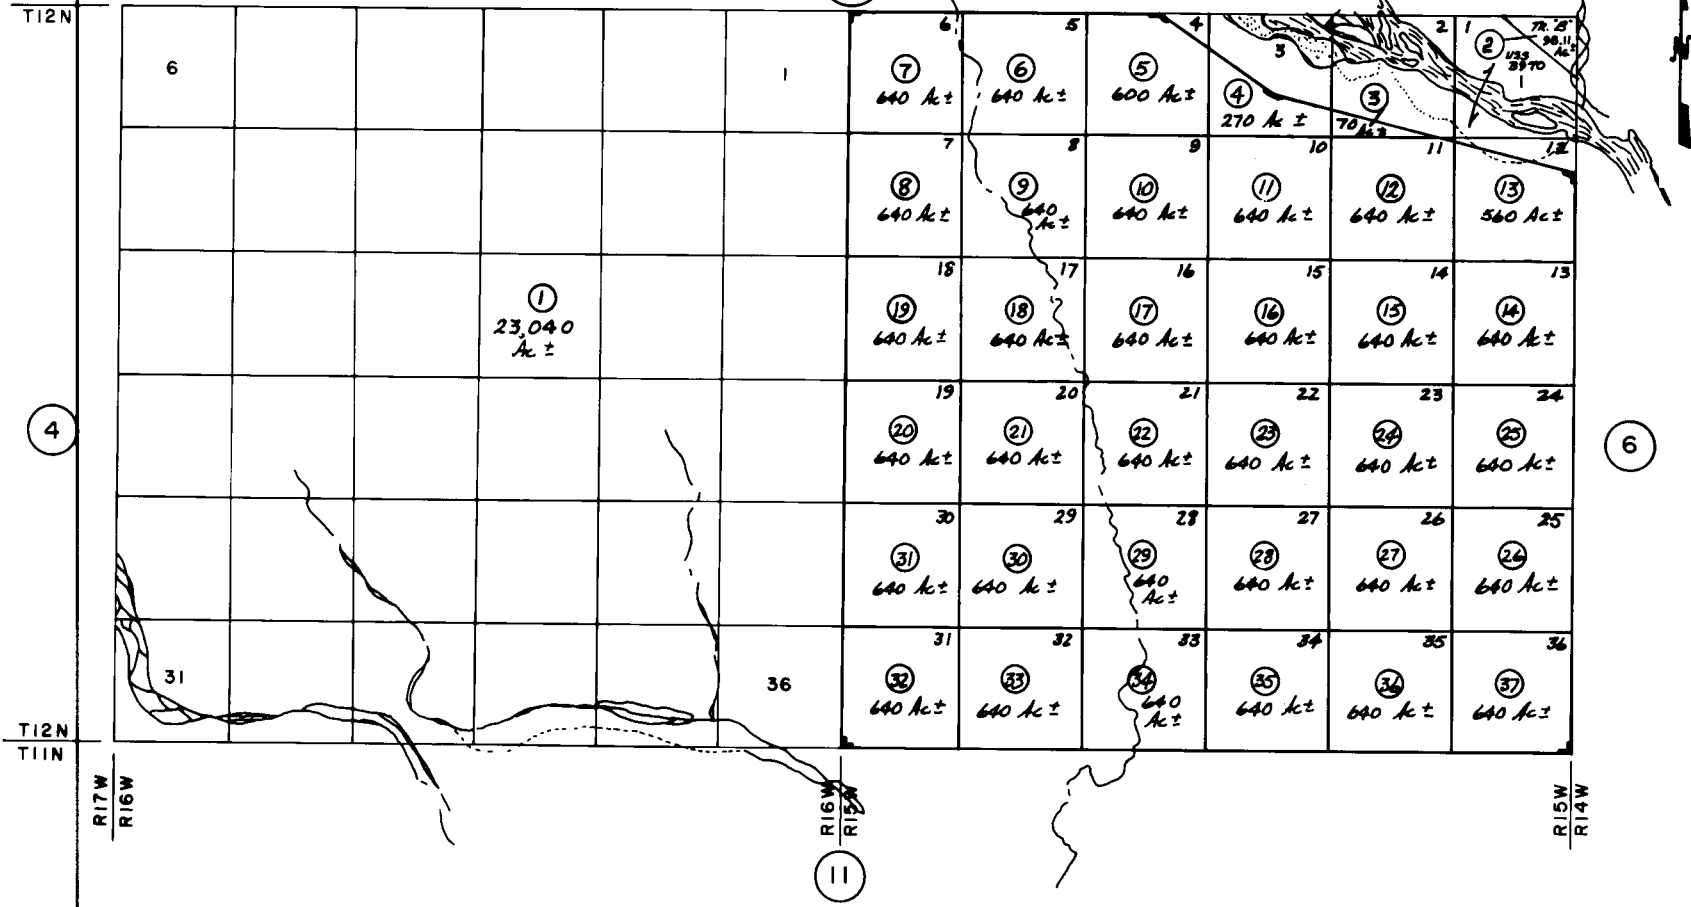 T12N
6
1
6
7
640 Ac ±
5
6
640 Ac ±
4
5
600 Ac ±
3
4
270 Ac ±
2
3
70 Ac ±
1
2
TR. "B"
98.11
Ac ±
USS
3970
7
8
640 Ac ±
8
9
640
Ac ±
9
10
640 Ac ±
10
11
640 Ac ±
11
12
640 Ac ±
12
13
560 Ac ±
1
23,040
Ac ±
18
19
640 Ac ±
17
18
640 Ac ±
16
17
640 Ac ±
15
16
640 Ac ±
14
15
640 Ac ±
13
14
640 Ac ±
4
19
20
640 Ac ±
20
21
640 Ac ±
21
22
640 Ac ±
22
23
640 Ac ±
23
24
640 Ac ±
24
25
640 Ac ±
6
30
31
640 Ac ±
29
30
640 Ac ±
28
29
640
Ac ±
27
28
640 Ac ±
26
27
640 Ac ±
25
26
640 Ac ±
31
36
31
32
640 Ac ±
32
33
640 Ac ±
33
34
640
Ac ±
34
35
640 Ac ±
35
36
640 Ac ±
36
37
640 Ac ±
T12N
T11N
R17W
R16W
R16W
R15W
R15W
R14W
11